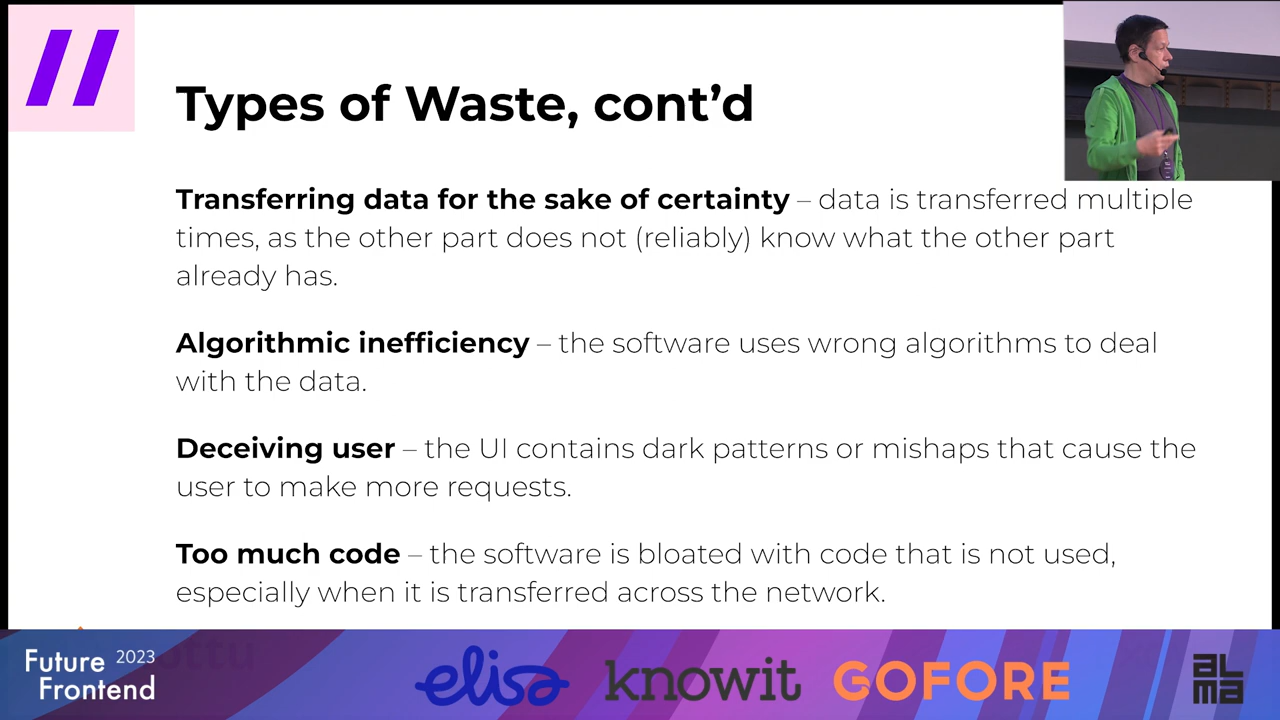 Types of Waste, cont’d
Transferring data for the sake of certainty – data is transferred multiple
times, as the other part does not (reliably) know what the other part
already has.
Algorithmic inefficiency – the software uses wrong algorithms to deal
with the data.
Deceiving user – the UI contains dark patterns or mishaps that cause the
user to make more requests.
Too much code – the software is bloated with code that is not used,
especially when it is transferred across the network.
Future 2023
Frontend
elisa
knowit
GOFORE
aL
ma